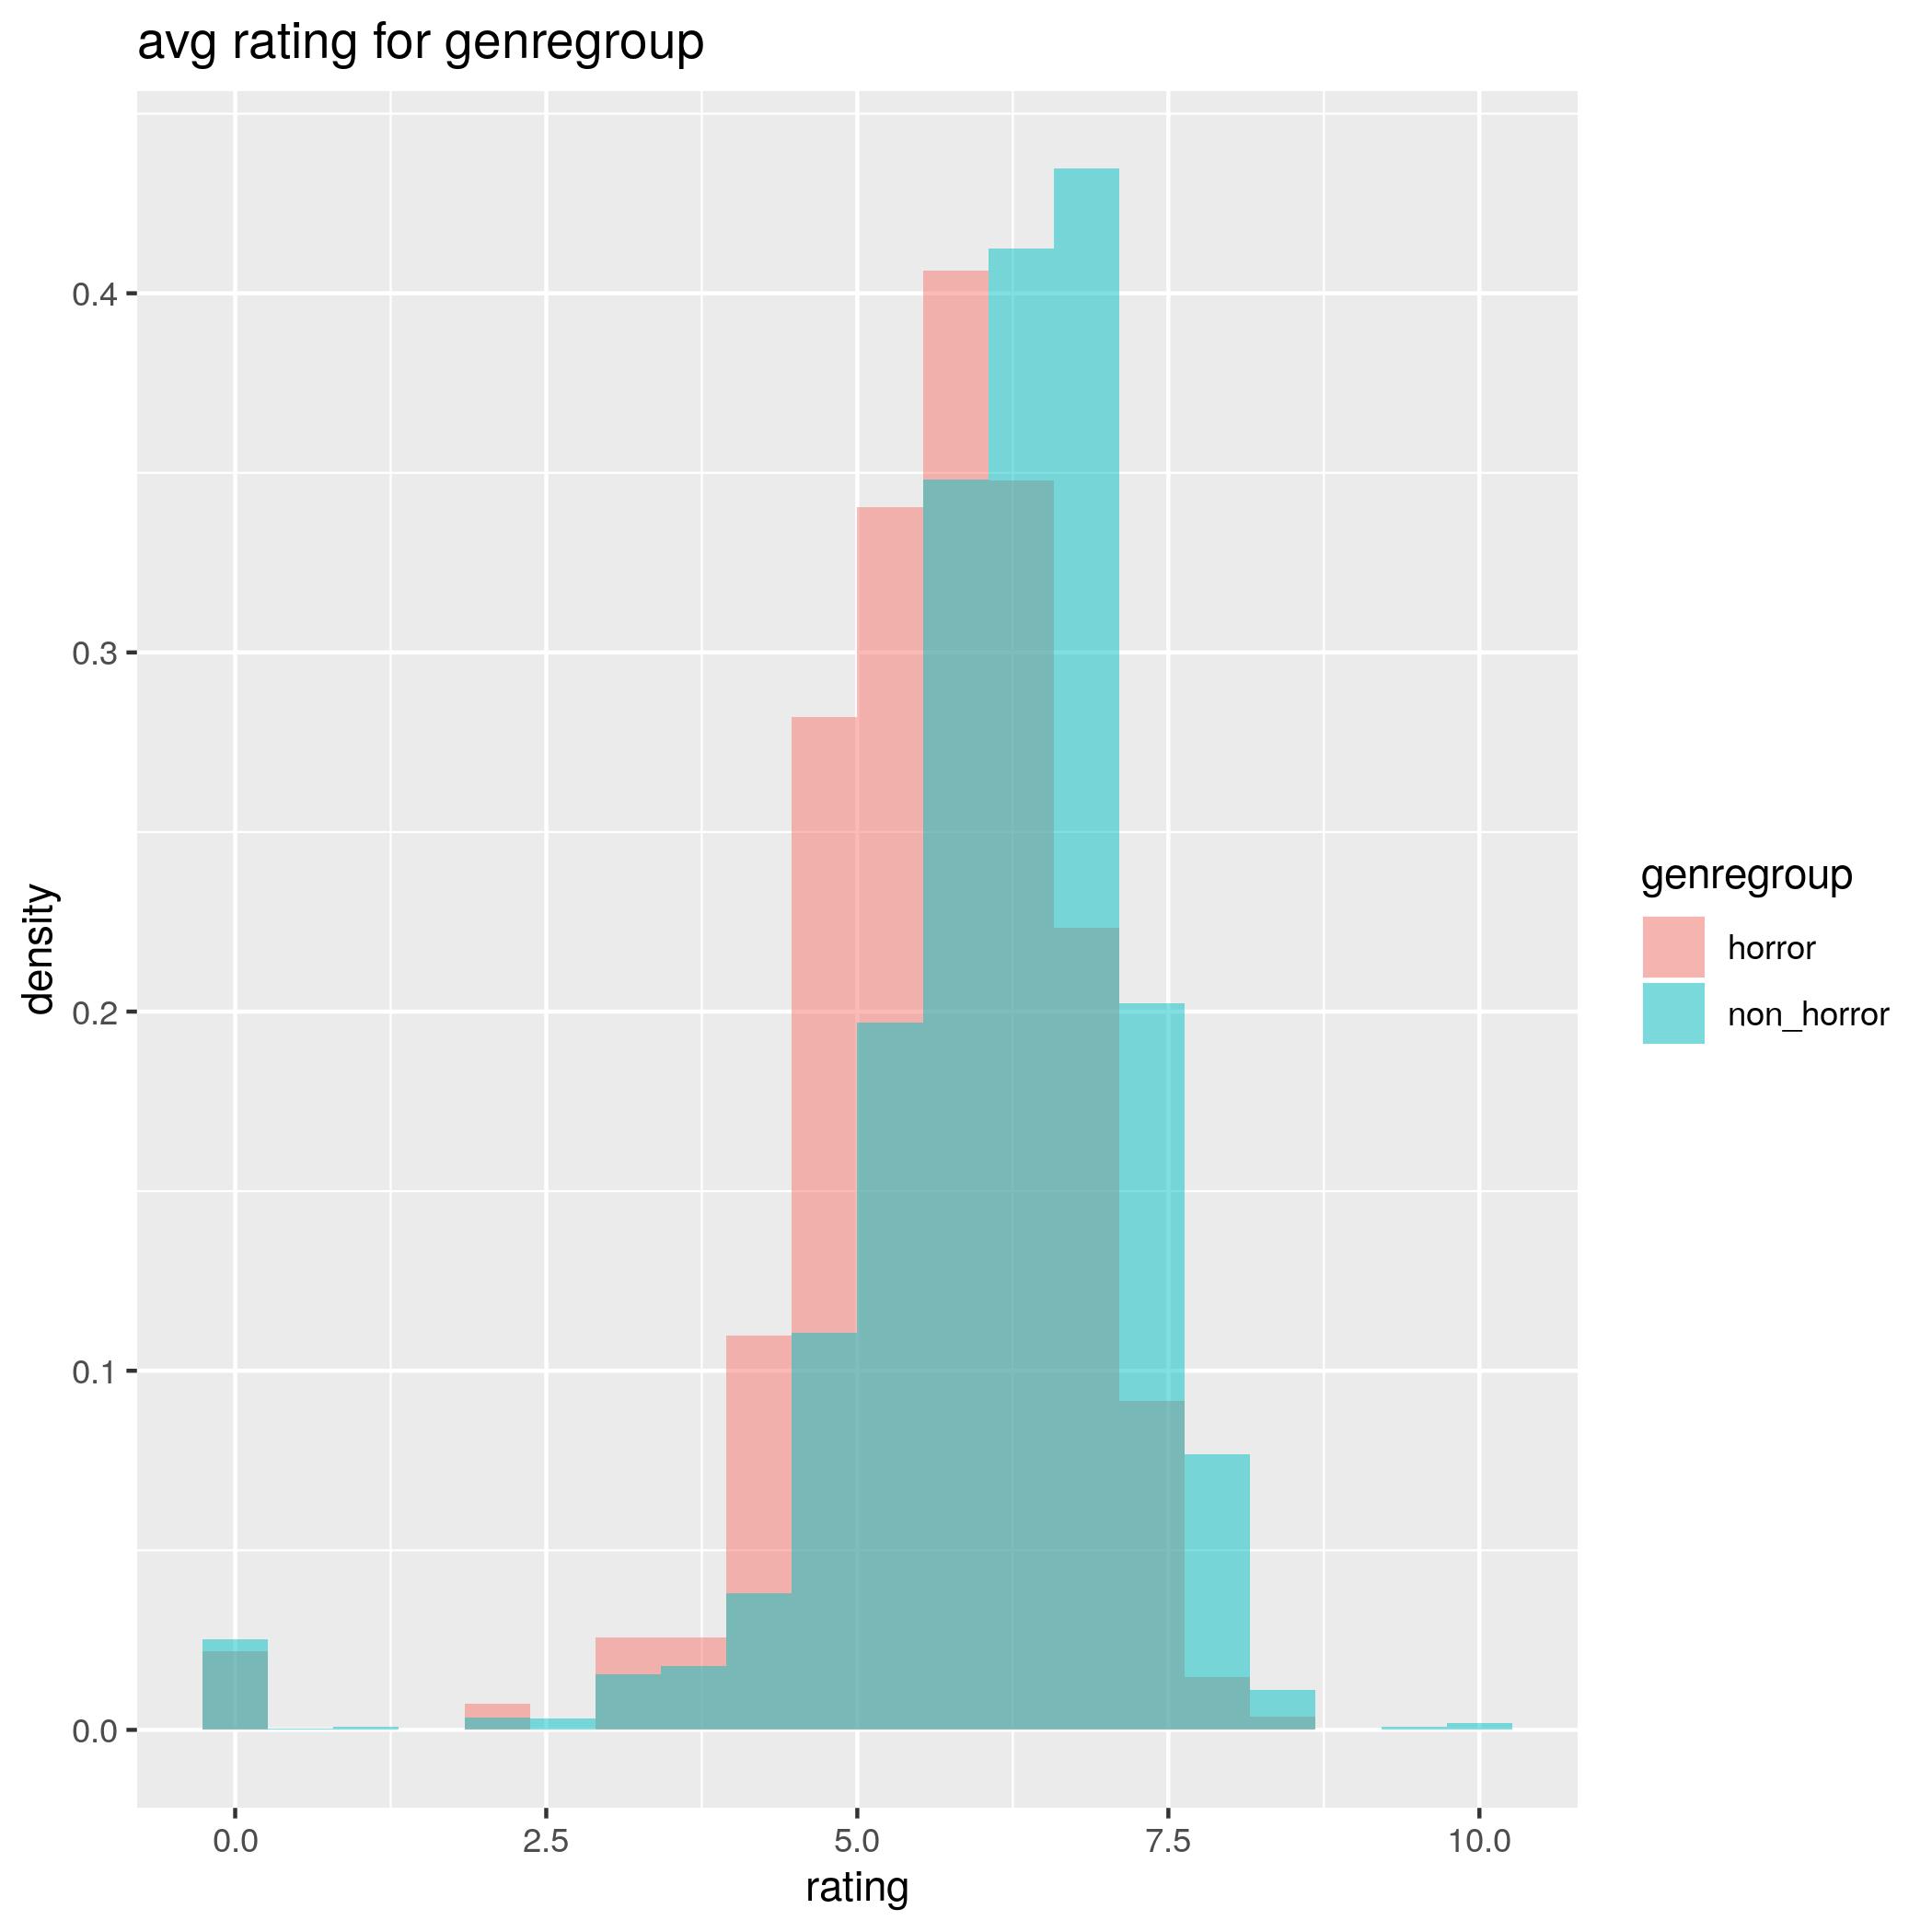 avg rating for genregroup
density
0.4
0.3
0.2
0.1
0.0
0.0 2.5 5.0 7.5 10.0
rating
genregroup
horror
non_horror